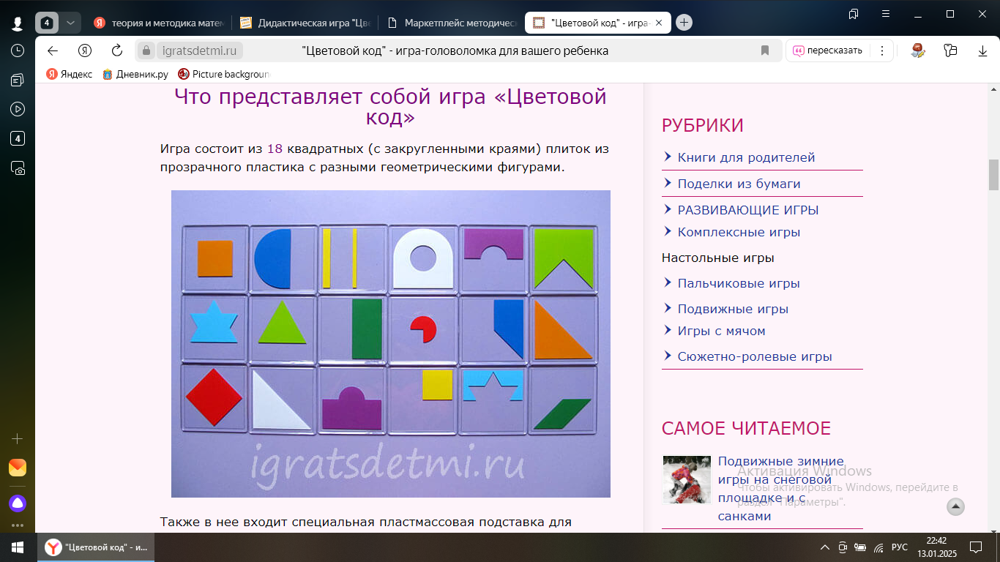 4
теория и методика матем
Дидактическая игра "Цве
Маркетплейс методическ
"Цветовой код" - игра-
igratsdetmi.ru
"Цветовой код" - игра-головоломка для вашего ребенка
пересказать
Яндекс
Дневник.ру
Picture background
Что представляет собой игра «Цветовой
код»
Игра состоит из 18 квадратных (с закругленными краями) плиток из
прозрачного пластика с разными геометрическими фигурами.
igratsdetmi.ru
Также в нее входит специальная пластмассовая подставка для
РУБРИКИ
Книги для родителей
Поделки из бумаги
РАЗВИВАЮЩИЕ ИГРЫ
Комплексные игры
Настольные игры
Пальчиковые игры
Подвижные игры
Игры с мячом
Сюжетно-ролевые игры
САМОЕ ЧИТАЕМОЕ
Подвижные зимние
игры на снеговой
площадке и с
санками
Активация Windows
Чтобы активировать Windows, перейдите в
раздел "Параметры".
4
"Цветовой код" - и...
РУС
22:42
13.01.2025